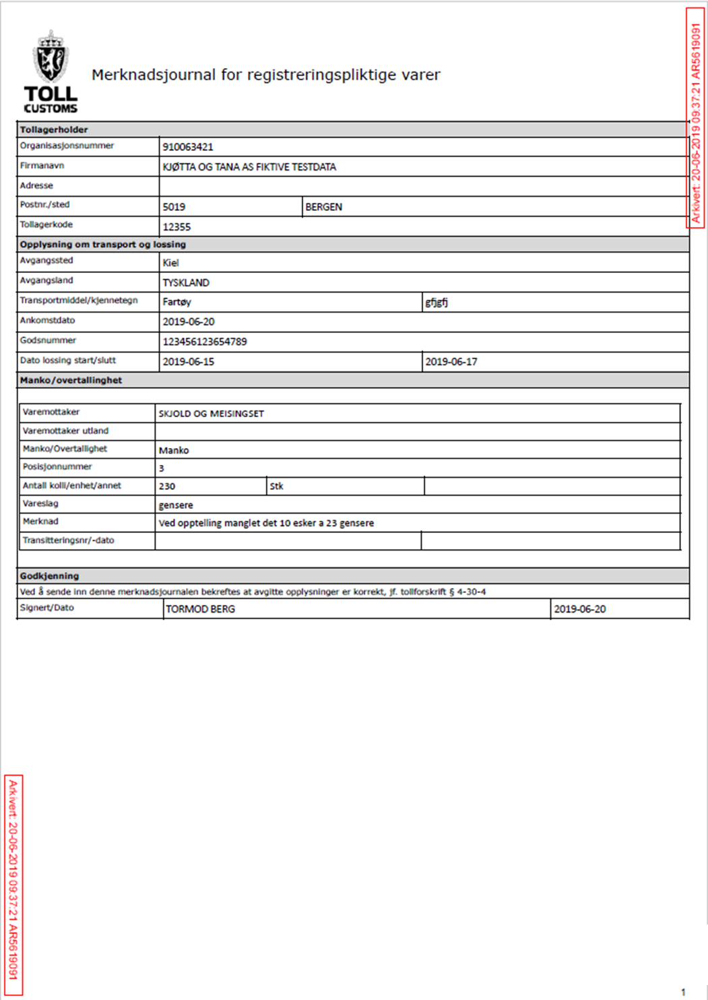 TOLL
CUSTOMS
Merknadsjournal for registreringspliktige varer
Arkivert: 20-06-2019 09:37:21 AR5619091
Tollagerholder
Organisasjonsnummer 910063421
Firmanavn KJØTTA OG TANA AS FIKTIVE TESTDATA
Adresse
Postnr./sted 5019 BERGEN
Tollagerkode 12355
Opplysning om transport og lossing
Avgangssted Kiel
Avgangsland TYSKLAND
Transportmiddel/kjennetegn Fartøy gfjgfj
Ankomstdato 2019-06-20
Godsnummer 123456123654789
Dato lossing start/slutt 2019-06-15 2019-06-17
Manko/overtallinghet
Varemottaker SKJOLD OG MEISINGSET
Varemottaker utland
Manko/Overtallighet Manko
Posisjonnummer 3
Antall kolli/enhet/annet 230 Stk
Vareslag gensere
Merknad Ved opptelling manglet det 10 esker a 23 gensere
Transitteringsnr/-dato
Godkjenning
Ved å sende inn denne merknadsjournalen bekreftes at avgitte opplysninger er korrekt, jf. tollforskrift § 4-30-4
Signert/Dato TORMOD BERG 2019-06-20
Arkivert: 20-06-2019 09:37:21 AR5619091
1